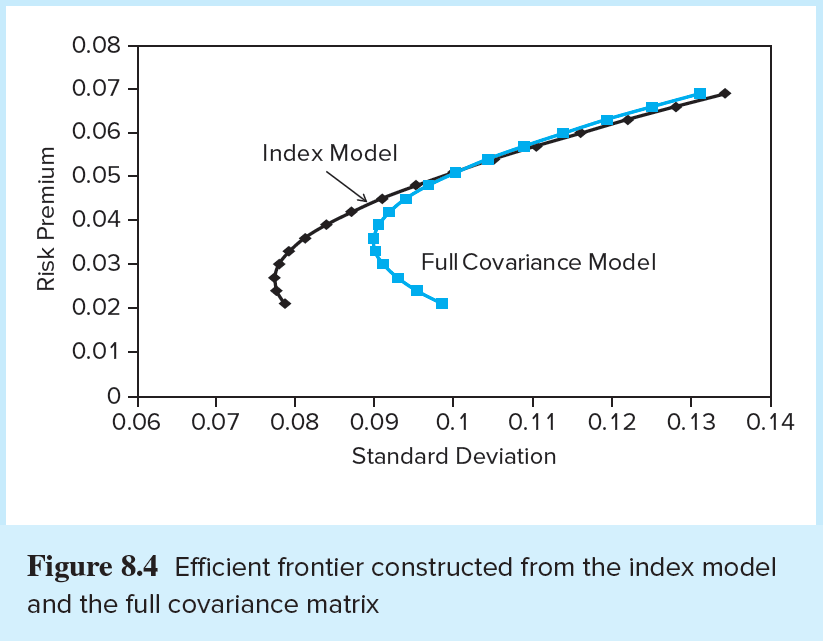 0.08
0.07
0.06
0.05
0.04
0.03
0.02
0.01
0
Risk Premium
Index Model
Full Covariance Model
0.06 0.07 0.08 0.09 0.1 0.11 0.12 0.13 0.14
Standard Deviation
Figure 8.4 Efficient frontier constructed from the index model
and the full covariance matrix